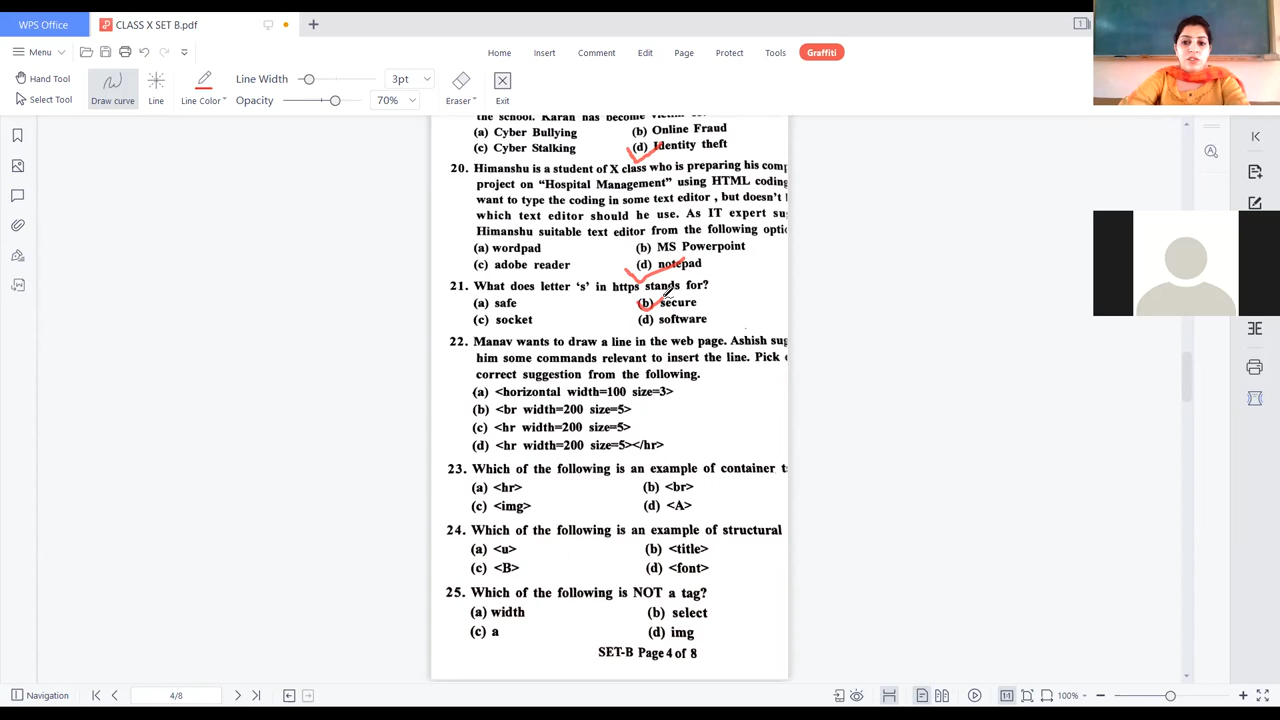 WPS Office
CLASS X SET B.pdf
1
Menu
Home Insert Comment Edit Page Protect Tools Graffiti
Hand Tool
Select Tool
Draw curve
Line
Line Color
Line Width
3pt
Opacity
70%
Eraser
Exit
the school. Karan has become
(a) Cyber Bullying (b) Online Fraud
(c) Cyber Stalking (d) Identity theft
20. Himanshu is a student of X class who is preparing his
project on “Hospital Management” using HTML coding
want to type the coding in some text editor , but doesn't
which text editor should he use. As IT expert
Himanshu suitable text editor from the following
(a) wordpad (b) MS Powerpoint
(c) adobe reader (d) notepad
21. What does letter ‘s’ in https stands for?
(a) safe (b) secure
(c) socket (d) software
22. Manav wants to draw a line in the web page. Ashish
him some commands relevant to insert the line. Pick
correct suggestion from the following.
(a) <horizontal width=100 size=3>
(b) <br width=200 size=5>
(c) <hr width=200 size=5>
(d) <hr width=200 size=5></hr>
23. Which of the following is an example of container
(a) <hr> (b) <br>
(c) <img> (d) <A>
24. Which of the following is an example of structural
(a) <u> (b) <title>
(c) <B> (d) <font>
25. Which of the following is NOT a tag?
(a) width (b) select
(c) a (d) img
SET-B Page 4 of 8
Navigation
4/8
100%